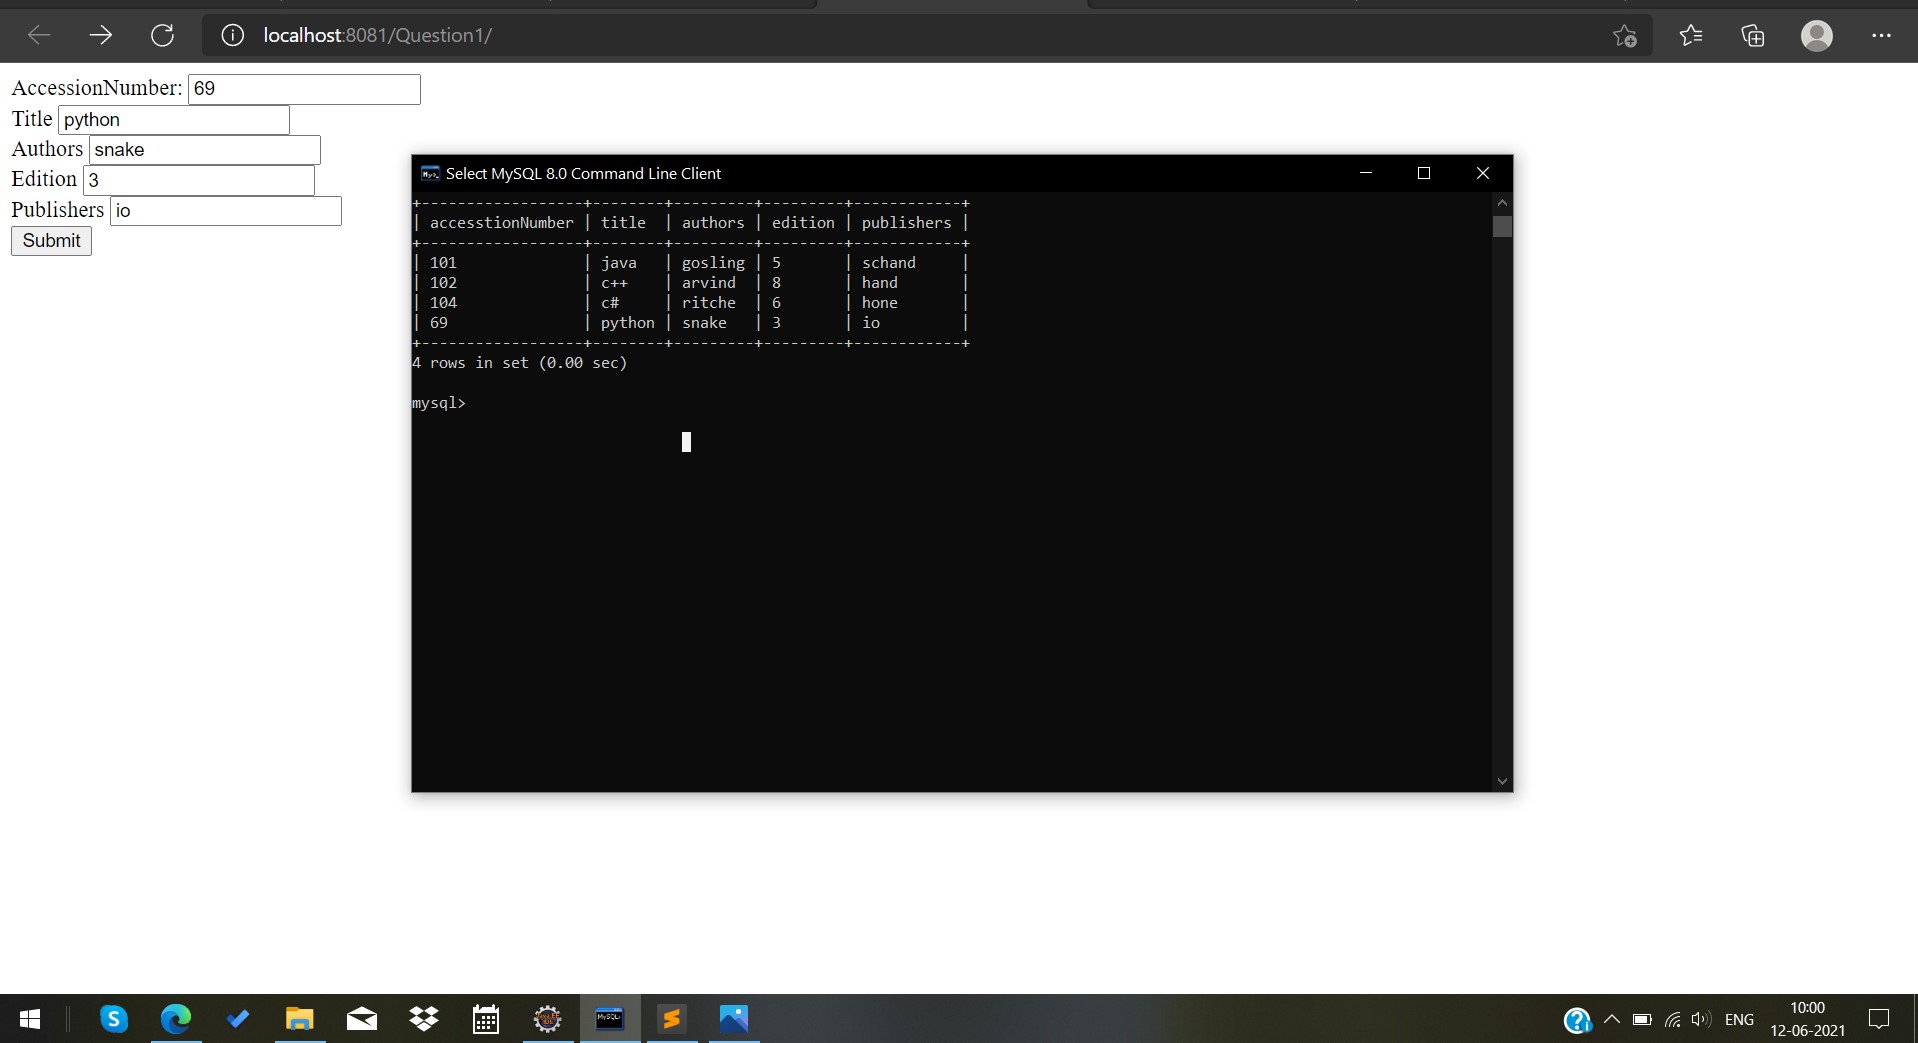 localhost:8081/Question1/
AccessionNumber: 69
Title python
Authors snake
Edition 3
Publishers io
Submit
Select MySQL 8.0 Command Line Client
+------------------+--------+---------+---------+------------+
| accesstionNumber | title  | authors | edition | publishers |
+------------------+--------+---------+---------+------------+
| 101              | java   | gosling | 5       | schand     |
| 102              | c++    | arvind  | 8       | hand       |
| 104              | c#     | ritche  | 6       | hone       |
| 69               | python | snake   | 3       | io         |
+------------------+--------+---------+---------+------------+
4 rows in set (0.00 sec)
mysql>
ENG
10:00
12-06-2021